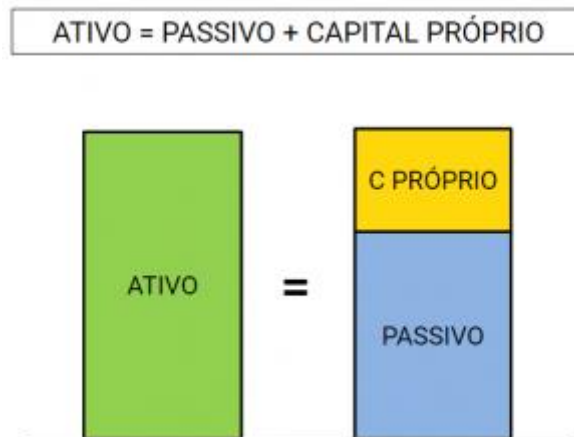 ATIVO = PASSIVO + CAPITAL PRÓPRIO
C PRÓPRIO
ATIVO
=
PASSIVO